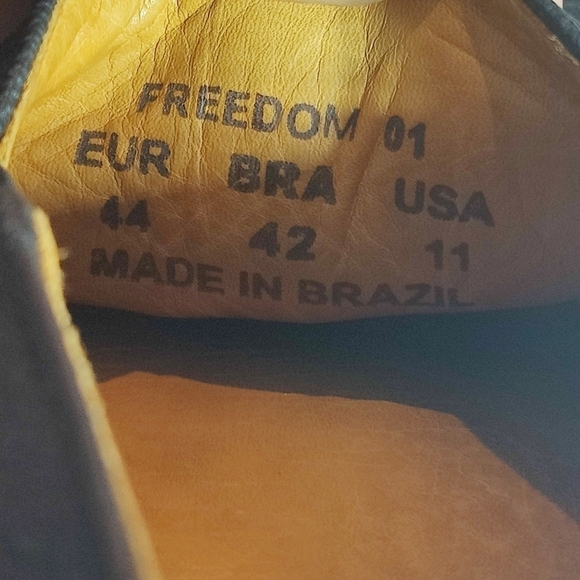 FREEDOM 01
EUR BRA USA
44 42 11
MADE IN BRAZIL